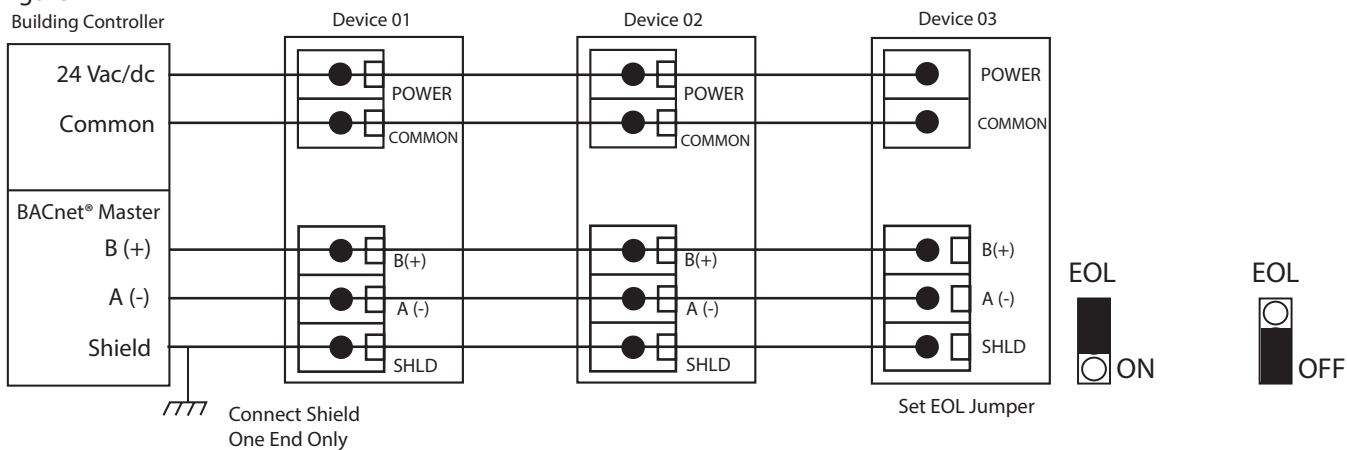 Building Controller
Device 01
Device 02
Device 03
24 Vac/dc
POWER
POWER
POWER
Common
COMMON
COMMON
COMMON
BACnet® Master
B (+)
B(+)
B(+)
B(+)
A (-)
A (-)
A (-)
A (-)
Shield
SHLD
SHLD
SHLD
EOL
ON
EOL
OFF
Connect Shield
One End Only
Set EOL Jumper